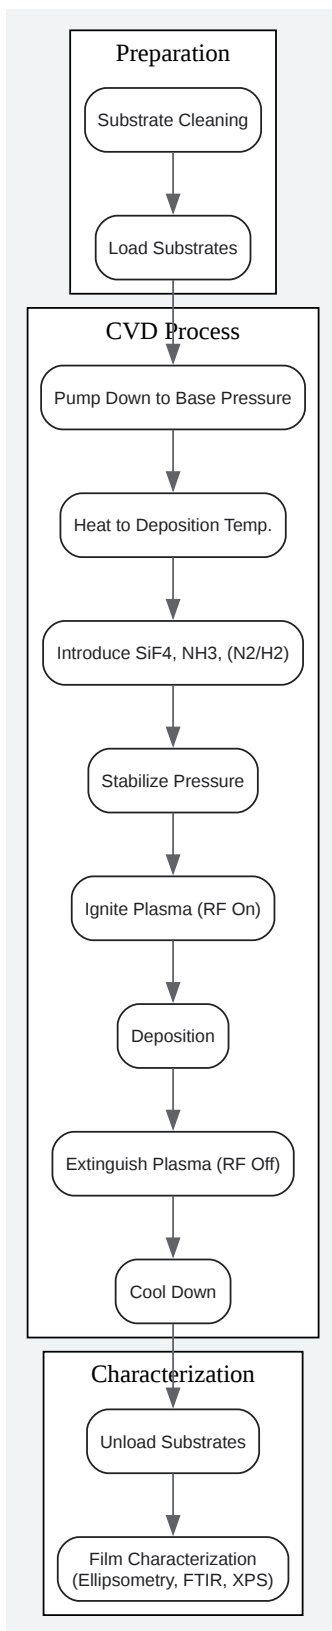 Preparation
Substrate Cleaning
Load Substrates
CVD Process
Pump Down to Base Pressure
Heat to Deposition Temp.
Introduce SiF4, NH3, (N2/H2)
Stabilize Pressure
Ignite Plasma (RF On)
Deposition
Extinguish Plasma (RF Off)
Cool Down
Characterization
Unload Substrates
Film Characterization
(Ellipsometry, FTIR, XPS)